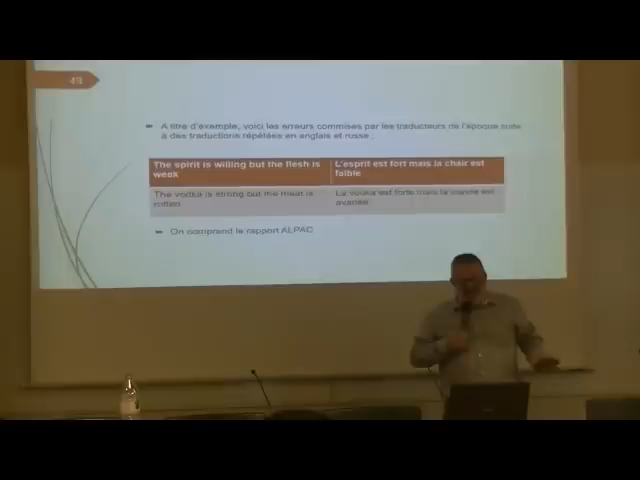 49
A titre d'exemple, voici les erreurs commises par les traducteurs de l'époque suite
à des traductions répétées en anglais et russe :
The spirit is willing but the flesh is
weak
L'esprit est fort mais la chair est
faible
The vodka is strong but the meat is
rotten
La vodka est forte mais la viande est
avariée
On comprend le rapport ALPAC